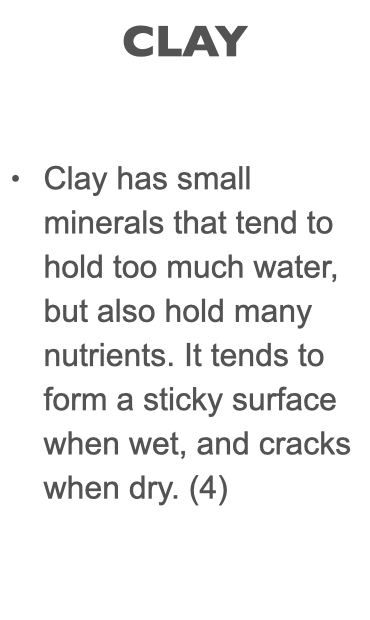 CLAY
• Clay has small
minerals that tend to
hold too much water,
but also hold many
nutrients. It tends to
form a sticky surface
when wet, and cracks
when dry. (4)